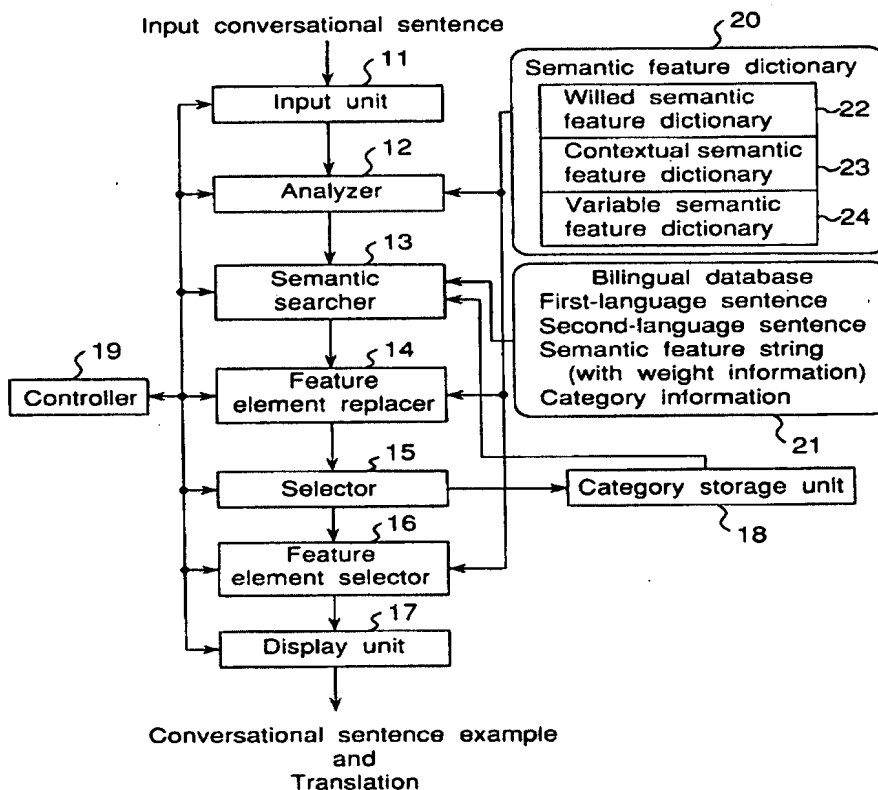 Input conversational sentence
11
Input unit
12
Analyzer
13
Semantic
searcher
14
Feature
element replacer
15
Selector
16
Feature
element selector
17
Display unit
Conversational sentence example
and
Translation
19
Controller
20
Semantic feature dictionary
Willed semantic
feature dictionary
22
Contextual semantic
feature dictionary
23
Variable semantic
feature dictionary
24
Bilingual database
First-language sentence
Second-language sentence
Semantic feature string
(with weight information)
Category information
21
Category storage unit
18